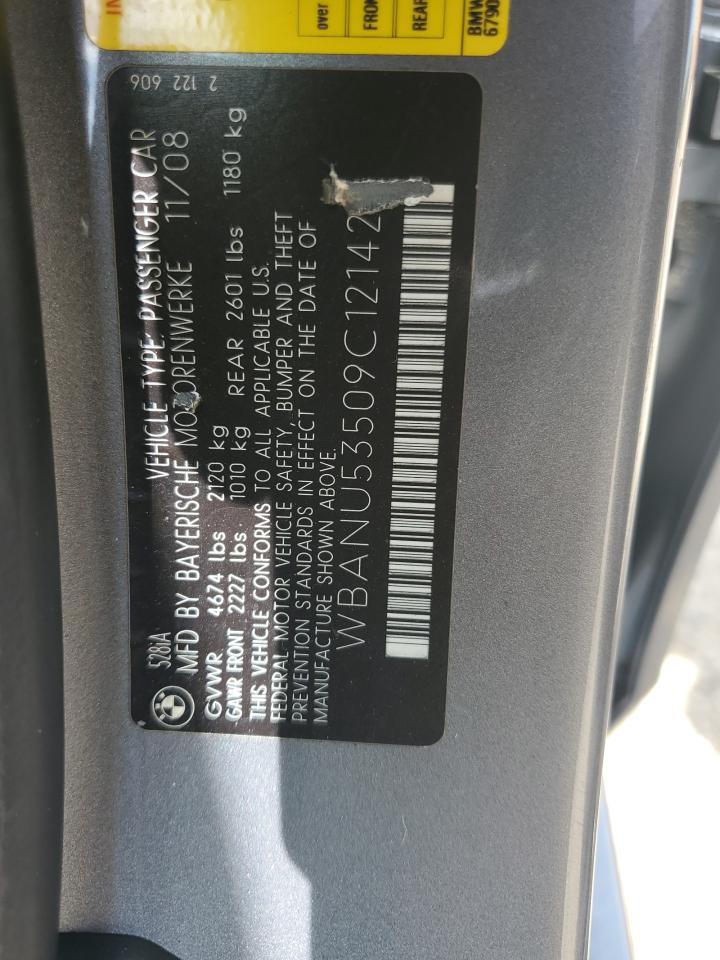 IN
over
FRON
REAR
BMW
6790
2 122 606
528iA VEHICLE TYPE: PASSENGER CAR
MFD BY BAYERISCHE MOTORENWERKE 11/08
GVWR 4674 lbs 2120 kg
GAWR FRONT 2227 lbs 1010 kg REAR 2601 lbs 1180 kg
THIS VEHICLE CONFORMS TO ALL APPLICABLE U.S.
FEDERAL MOTOR VEHICLE SAFETY, BUMPER AND THEFT
PREVENTION STANDARDS IN EFFECT ON THE DATE OF
MANUFACTURE SHOWN ABOVE.
WBANU53509C12142